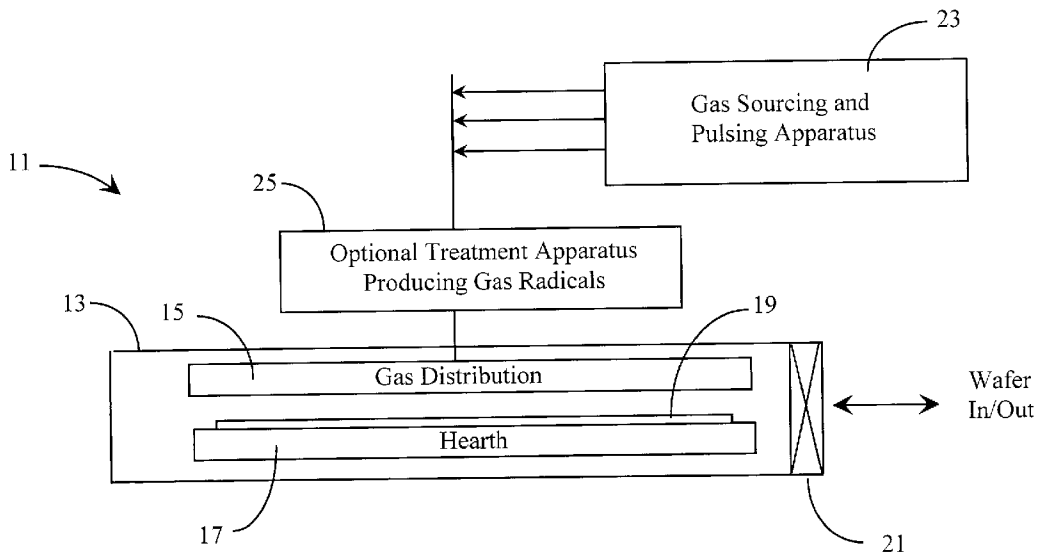 23
Gas Sourcing and
Pulsing Apparatus
11
25
Optional Treatment Apparatus
Producing Gas Radicals
13
15
19
Gas Distribution
Wafer
In/Out
Hearth
17
21